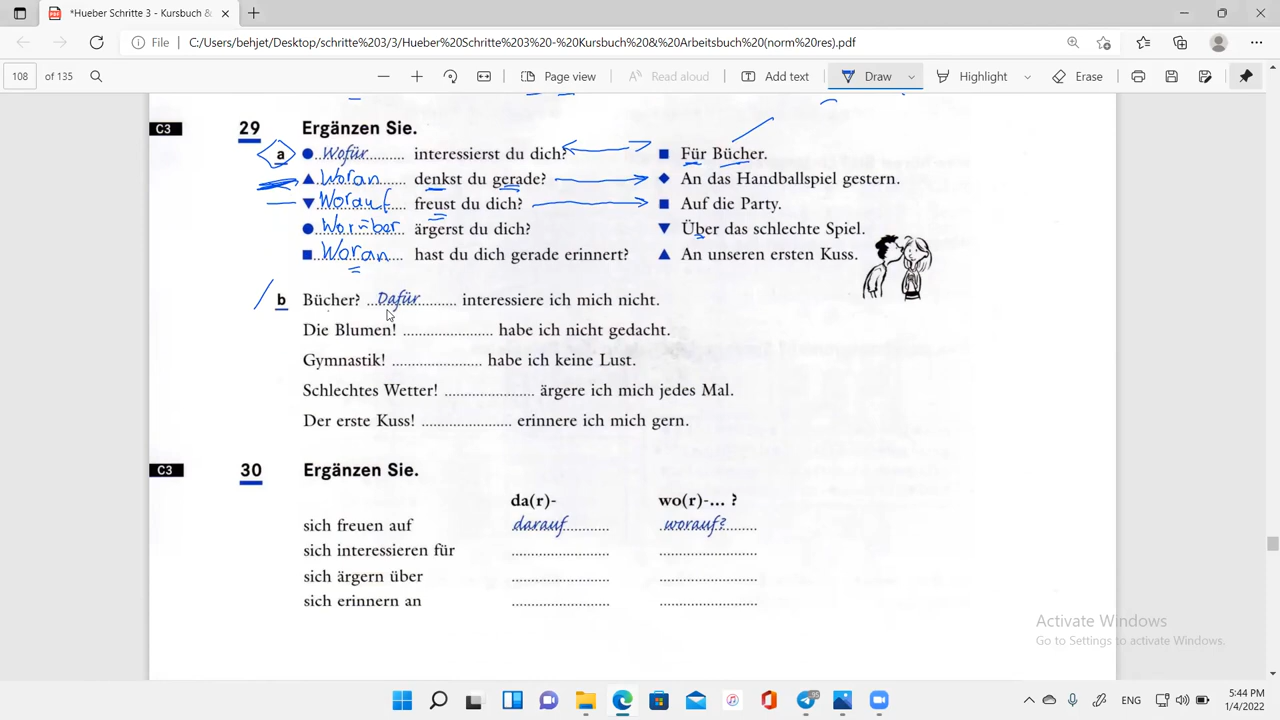 *Hueber Schritte 3 - Kursbuch &
File C:/Users/behjet/Desktop/schritte%203/3/Hueber%20Schritte%203%20-%20Kursbuch%20&%20Arbeitsbuch%20(norm%20res).pdf
108 of 135 Page view Read aloud Add text Draw Highlight Erase
C3 29 Ergänzen Sie.
a Wofür interessierst du dich? Für Bücher.
Woran denkst du gerade? An das Handballspiel gestern.
Worauf freust du dich? Auf die Party.
Worüber ärgerst du dich? Über das schlechte Spiel.
Woran hast du dich gerade erinnert? An unseren ersten Kuss.
b Bücher? Dafür interessiere ich mich nicht.
Die Blumen! .................... habe ich nicht gedacht.
Gymnastik! .................... habe ich keine Lust.
Schlechtes Wetter! .................... ärgere ich mich jedes Mal.
Der erste Kuss! .................... erinnere ich mich gern.
C3 30 Ergänzen Sie.
da(r)- wo(r)-... ?
sich freuen auf darauf worauf?
sich interessieren für .................... ....................
sich ärgern über .................... ....................
sich erinnern an .................... ....................
Activate Windows
Go to Settings to activate Windows.
ENG 5:44 PM
1/4/2022